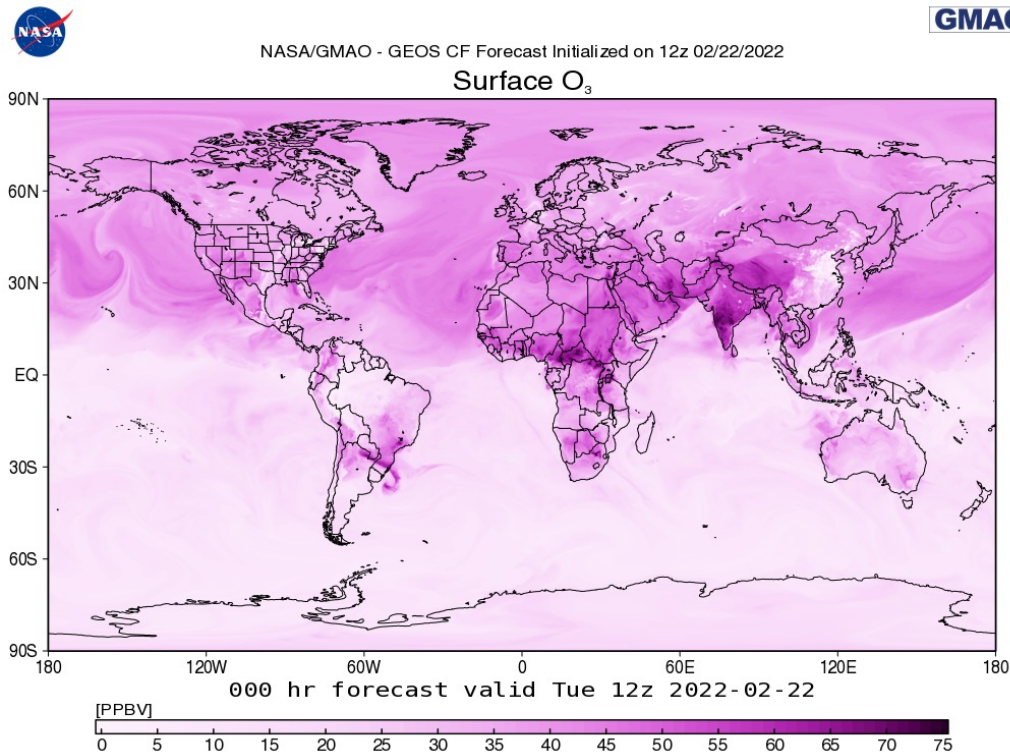 NASA
GMAO
NASA/GMAO - GEOS CF Forecast Initialized on 12z 02/22/2022
Surface O₃
90N
60N
30N
EQ
30S
60S
90S
180 120W 60W 0 60E 120E 180
000 hr forecast valid Tue 12z 2022-02-22
[PPBV]
0 5 10 15 20 25 30 35 40 45 50 55 60 65 70 75